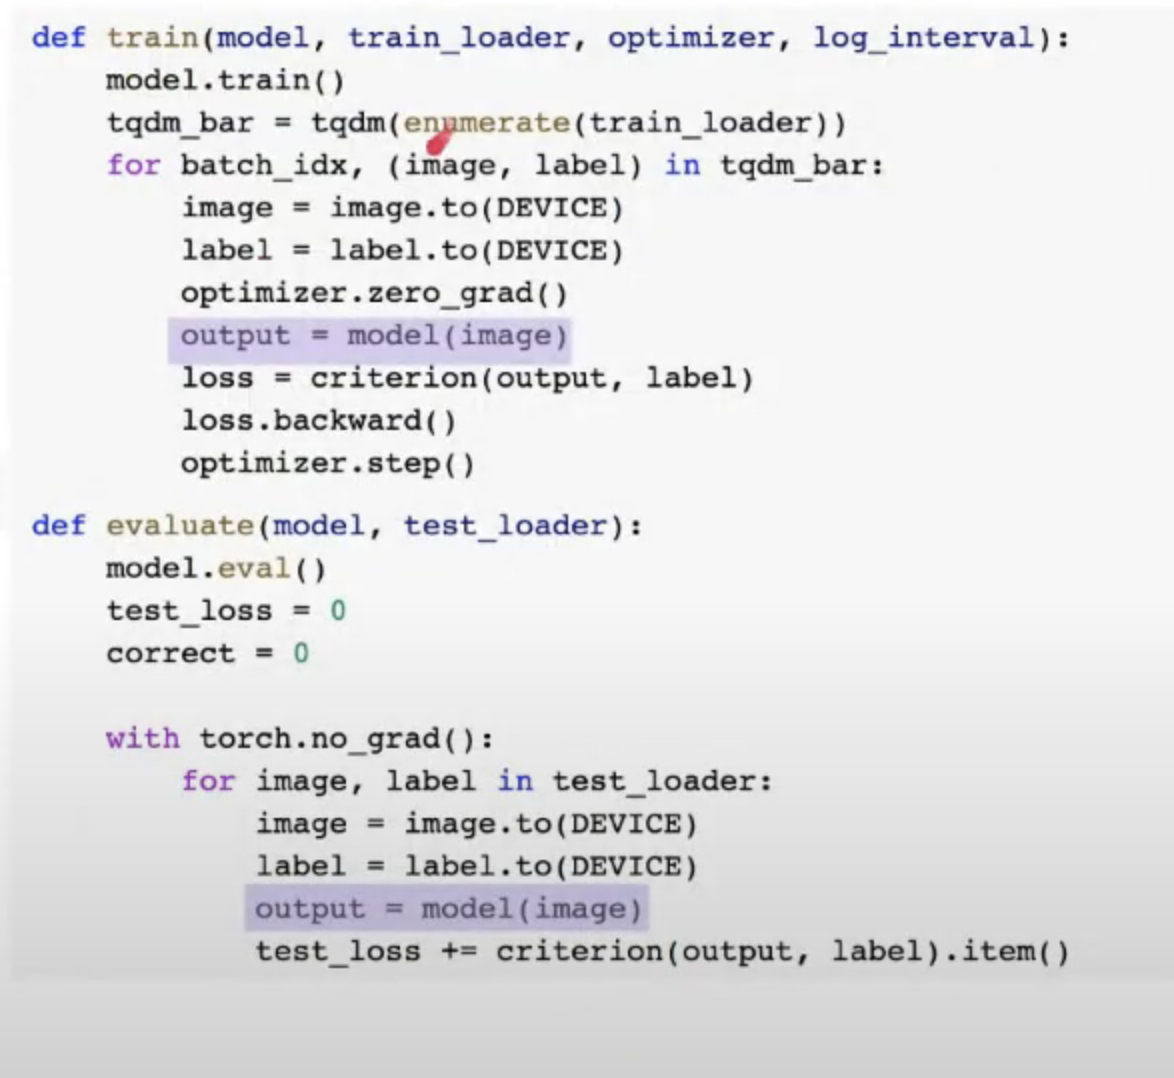 def train(model, train_loader, optimizer, log_interval):
    model.train()
    tqdm_bar = tqdm(enumerate(train_loader))
    for batch_idx, (image, label) in tqdm_bar:
        image = image.to(DEVICE)
        label = label.to(DEVICE)
        optimizer.zero_grad()
        output = model(image)
        loss = criterion(output, label)
        loss.backward()
        optimizer.step()
def evaluate(model, test_loader):
    model.eval()
    test_loss = 0
    correct = 0
    with torch.no_grad():
        for image, label in test_loader:
            image = image.to(DEVICE)
            label = label.to(DEVICE)
            output = model(image)
            test_loss += criterion(output, label).item()